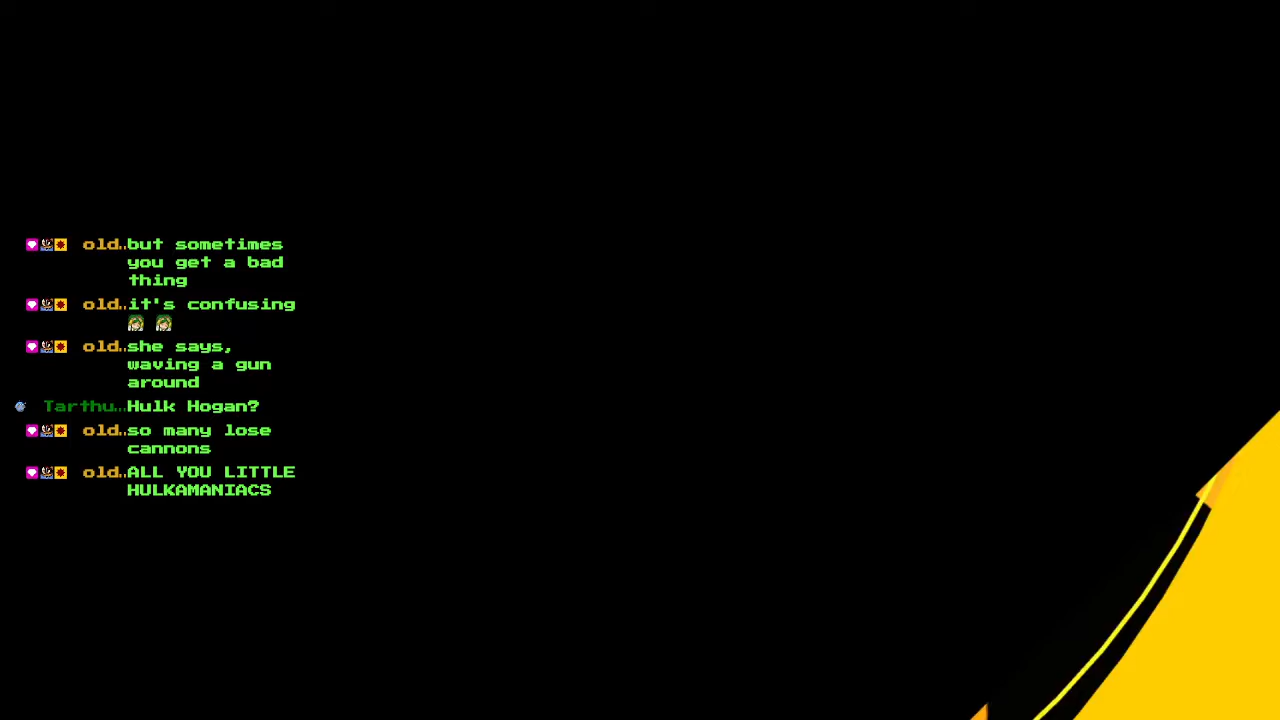 old..but sometimes
you get a bad
thing
old..it's confusing
old..she says,
waving a gun
around
Tarthu...Hulk Hogan?
old..so many lose
cannons
old..ALL YOU LITTLE
HULKAMANIACS